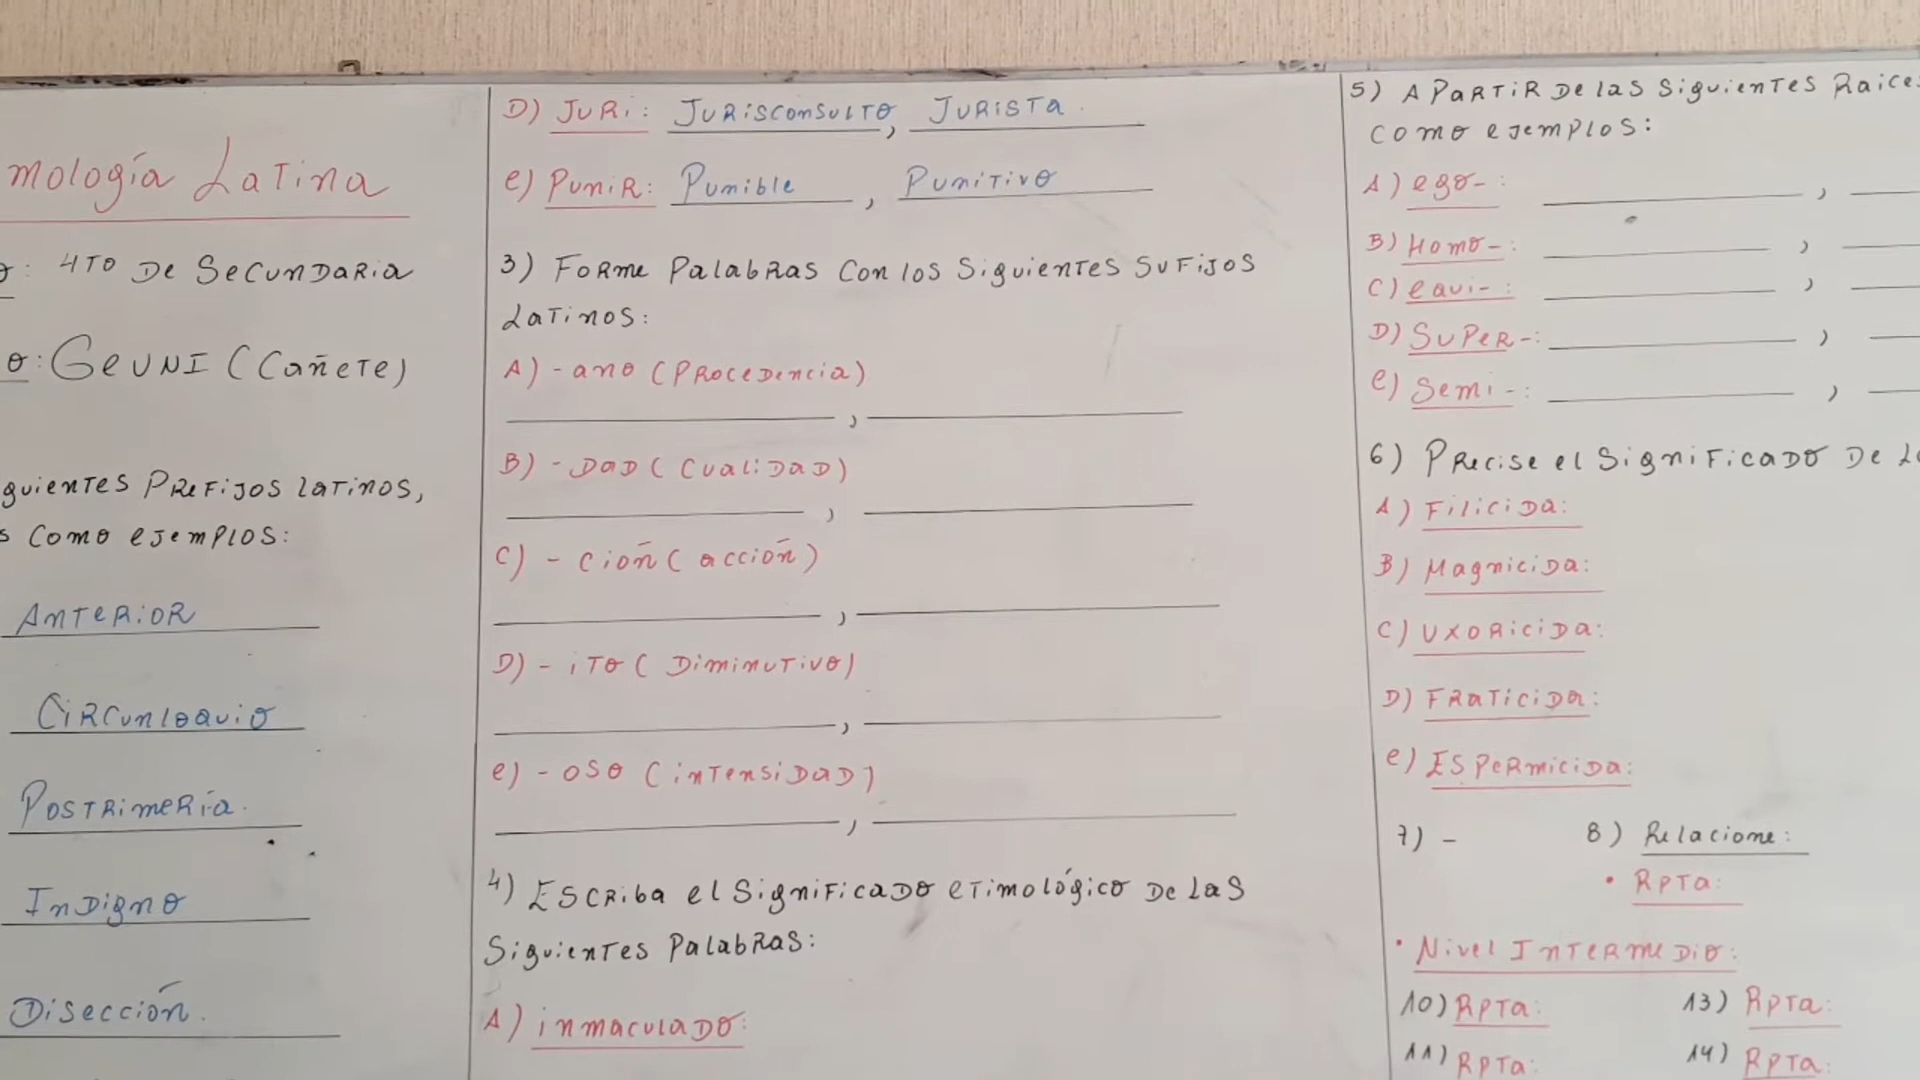 mología Latina
: 4to de Secundaria
o: GEUNI (Cañete)
guientes prefijos latinos,
s como ejemplos:
Anterior
Circunloquio
Postrimería.
Indigno
Disección.
D) Juri: Jurisconsulto, Jurista.
E) Punir: Punible, Punitivo
3) Forme palabras con los siguientes sufijos
latinos:
A) -ano (procedencia)
B) -dad (cualidad)
C) -ción (acción)
D) -ito (diminutivo)
E) -oso (intensidad)
4) Escriba el significado etimológico de las
siguientes palabras:
A) inmaculado:
5) A partir de las siguientes raíces
como ejemplos:
A) ego-:
B) Homo-:
C) equi-:
D) Super-:
E) Semi-:
6) Precise el significado de
A) Filicida:
B) Magnicida:
C) Uxoricida:
D) Fraticida:
E) Espermicida:
7) -
8) Relacione:
• Rpta:
• Nivel Intermedio:
10) Rpta:
13) Rpta:
11) Rpta:
14) Rpta: